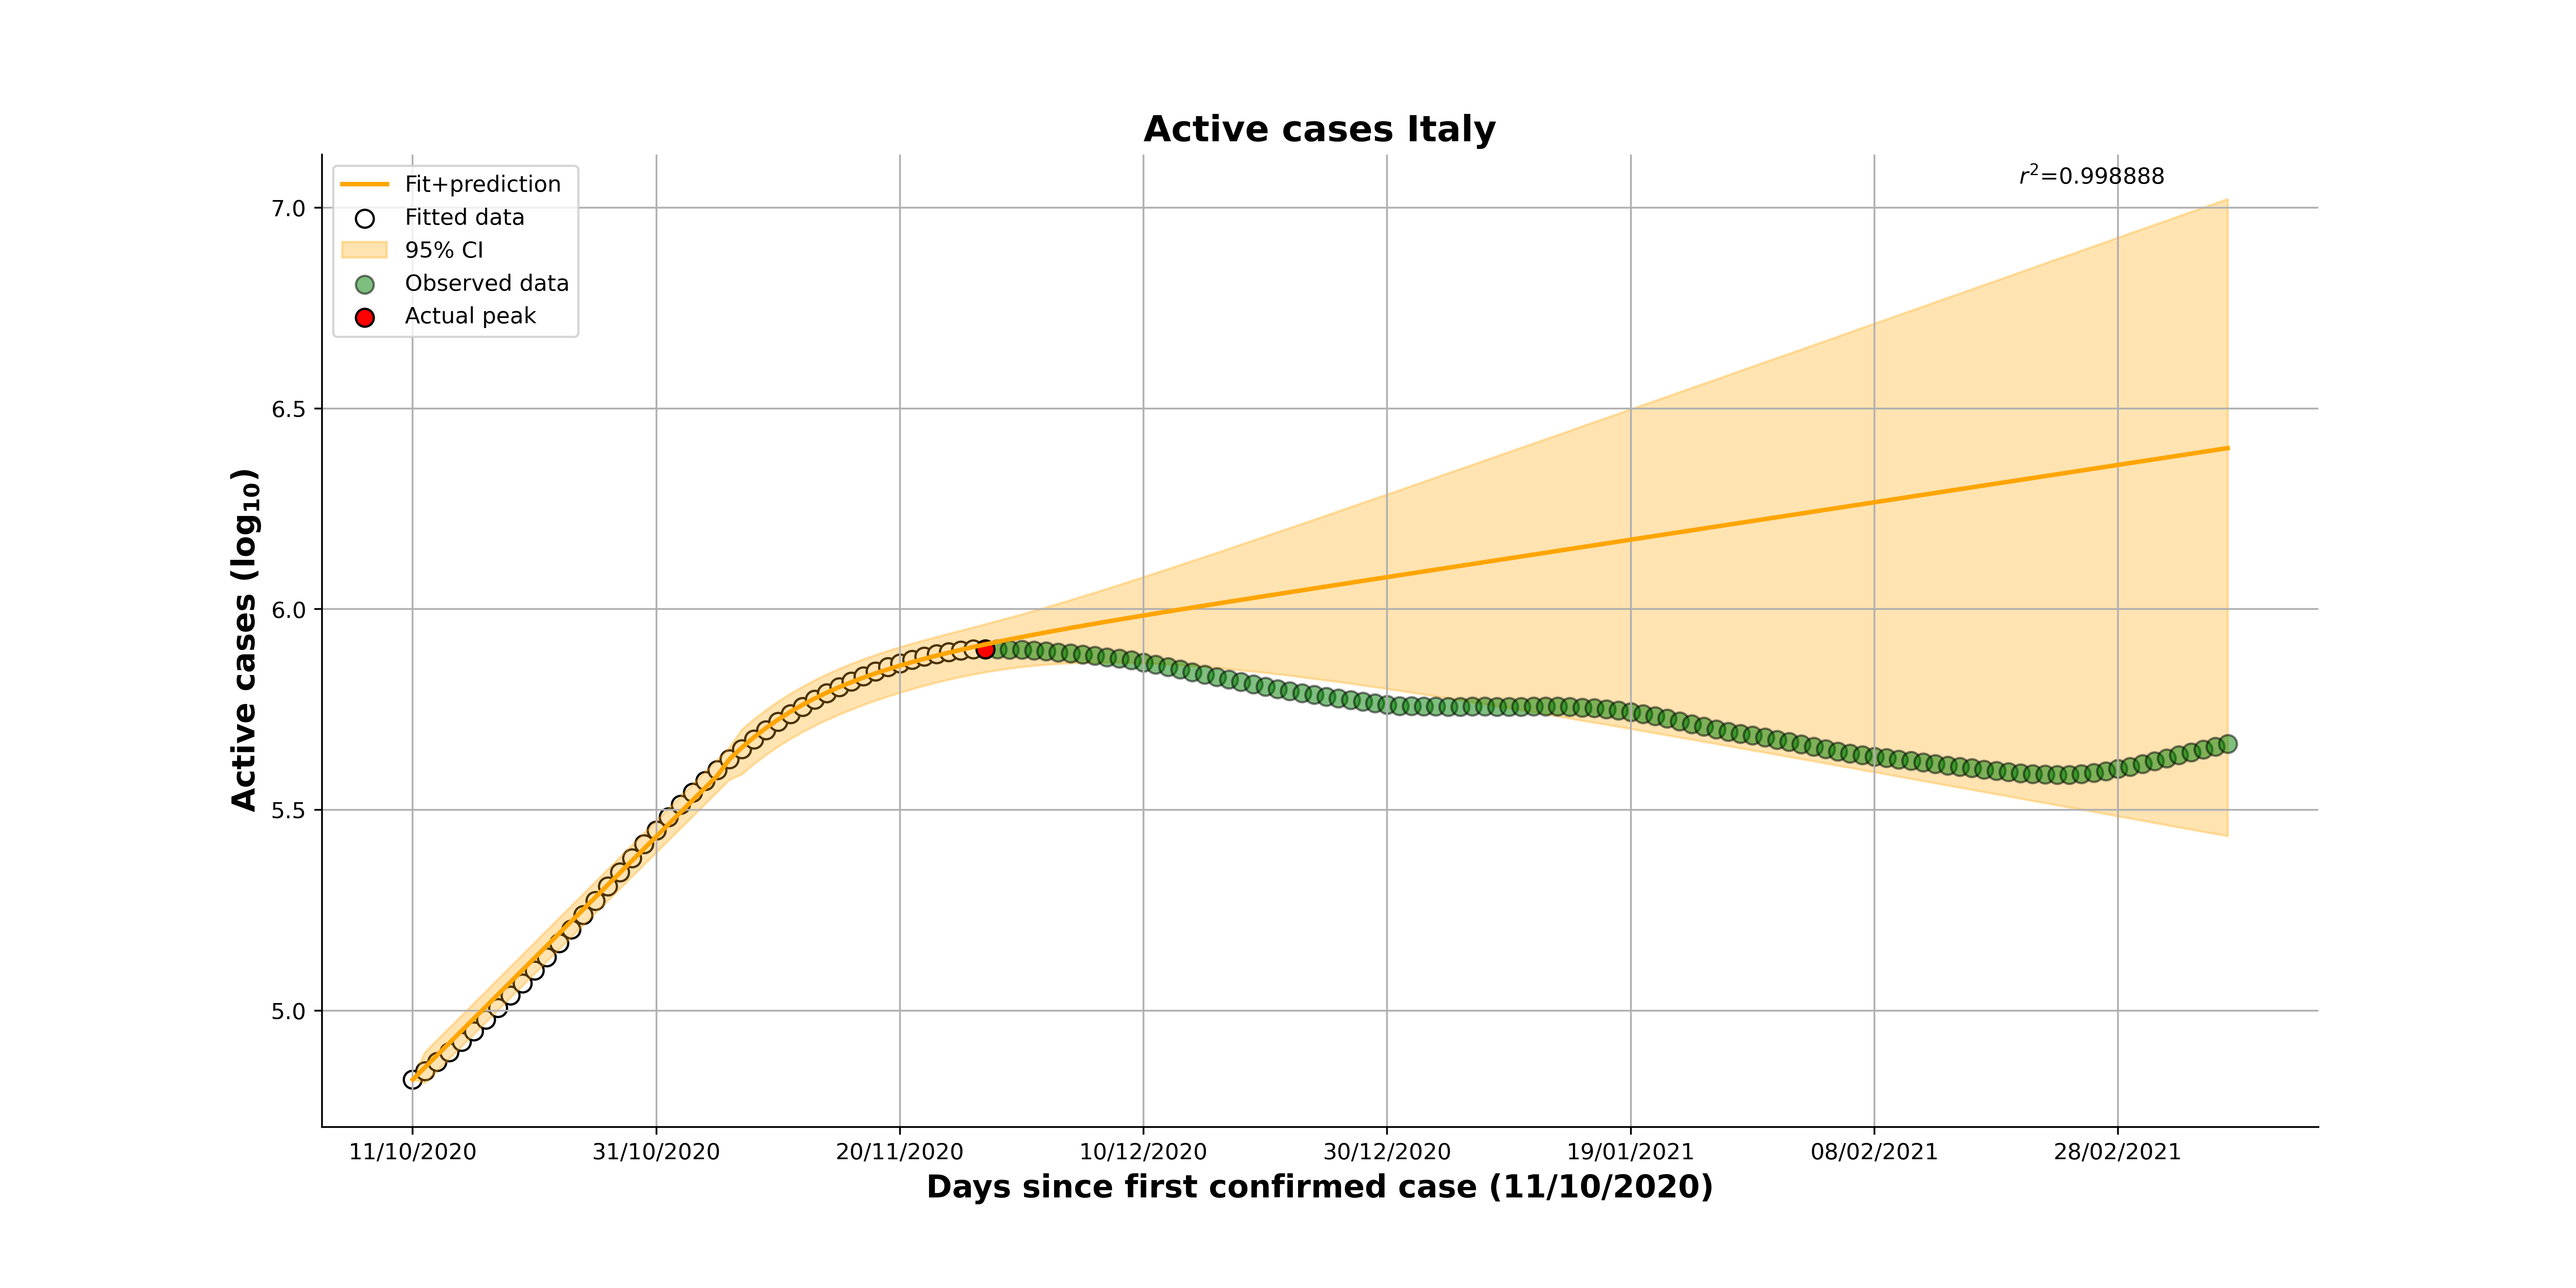 Active cases Italy
r²=0.998888
Fit+prediction
Fitted data
95% CI
Observed data
Actual peak
Active cases (log₁₀)
7.0
6.5
6.0
5.5
5.0
11/10/2020 31/10/2020 20/11/2020 10/12/2020 30/12/2020 19/01/2021 08/02/2021 28/02/2021
Days since first confirmed case (11/10/2020)